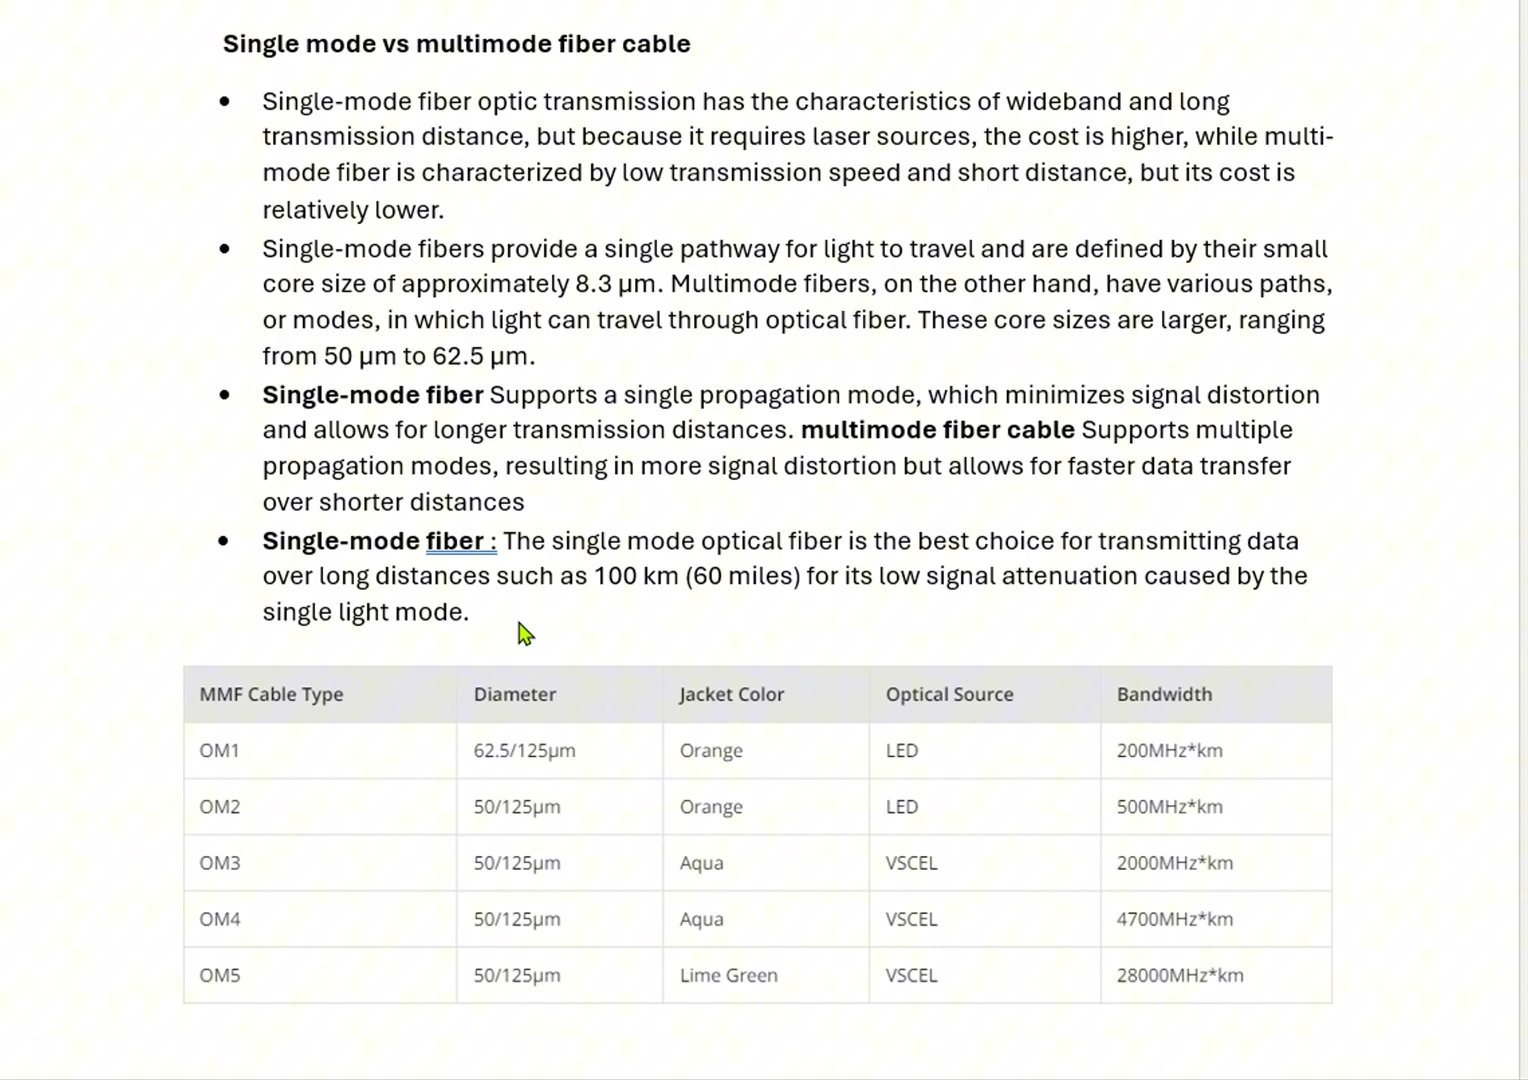 Single mode vs multimode fiber cable
• Single-mode fiber optic transmission has the characteristics of wideband and long
transmission distance, but because it requires laser sources, the cost is higher, while multi-
mode fiber is characterized by low transmission speed and short distance, but its cost is
relatively lower.
• Single-mode fibers provide a single pathway for light to travel and are defined by their small
core size of approximately 8.3 µm. Multimode fibers, on the other hand, have various paths,
or modes, in which light can travel through optical fiber. These core sizes are larger, ranging
from 50 µm to 62.5 µm.
• Single-mode fiber Supports a single propagation mode, which minimizes signal distortion
and allows for longer transmission distances. multimode fiber cable Supports multiple
propagation modes, resulting in more signal distortion but allows for faster data transfer
over shorter distances
• Single-mode fiber : The single mode optical fiber is the best choice for transmitting data
over long distances such as 100 km (60 miles) for its low signal attenuation caused by the
single light mode.
MMF Cable Type Diameter Jacket Color Optical Source Bandwidth
OM1 62.5/125µm Orange LED 200MHz*km
OM2 50/125µm Orange LED 500MHz*km
OM3 50/125µm Aqua VSCEL 2000MHz*km
OM4 50/125µm Aqua VSCEL 4700MHz*km
OM5 50/125µm Lime Green VSCEL 28000MHz*km